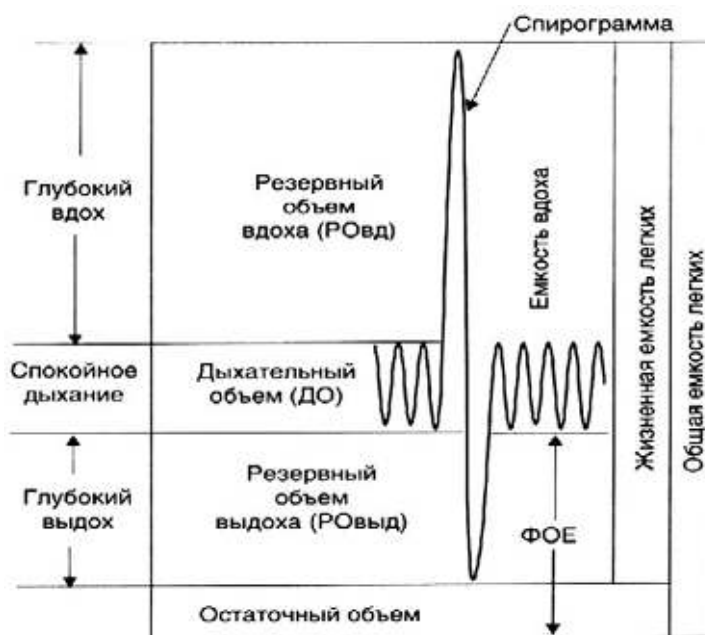 Спирограмма
Глубокий
вдох
Резервный
объем
вдоха (РОвд)
Емкость вдоха
Жизненная емкость легких
Общая емкость легких
Спокойное
дыхание
Дыхательный
объем (ДО)
Глубокий
выдох
Резервный
объем
выдоха (РОвыд)
ФОЕ
Остаточный объем